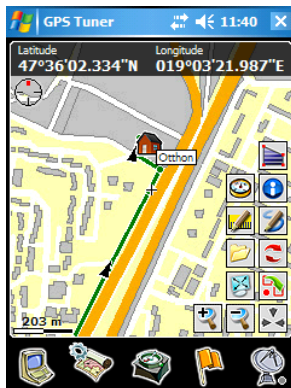 GPS Tuner 11:40
Latitude Longitude
47°36'02.334"N 019°03'21.987"E
Otthon
203 m